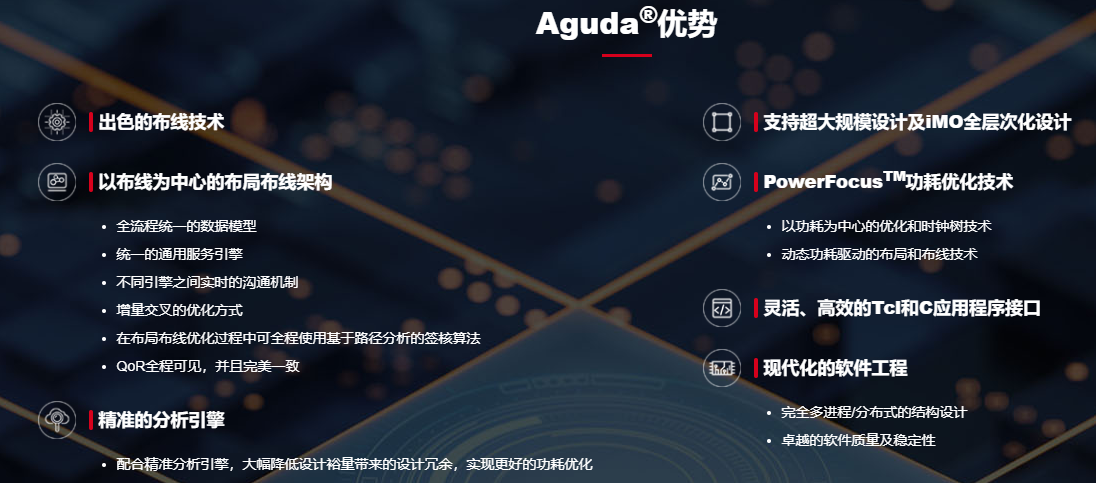 Aguda®优势
出色的布线技术
以布线为中心的布局布线架构
全流程统一的数据模型
统一的通用服务引擎
不同引擎之间实时的沟通机制
增量交叉的优化方式
在布局布线优化过程中可全程使用基于路径分析的签核算法
QoR全程可见，并且完美一致
精准的分析引擎
配合精准分析引擎，大幅降低设计裕量带来的设计冗余，实现更好的功耗优化
支持超大规模设计及iMO全层次化设计
PowerFocus™功耗优化技术
以功耗为中心的优化和时钟树技术
动态功耗驱动的布局和布线技术
灵活、高效的Tcl和C应用程序接口
现代化的软件工程
完全多进程/分布式的结构设计
卓越的软件质量及稳定性